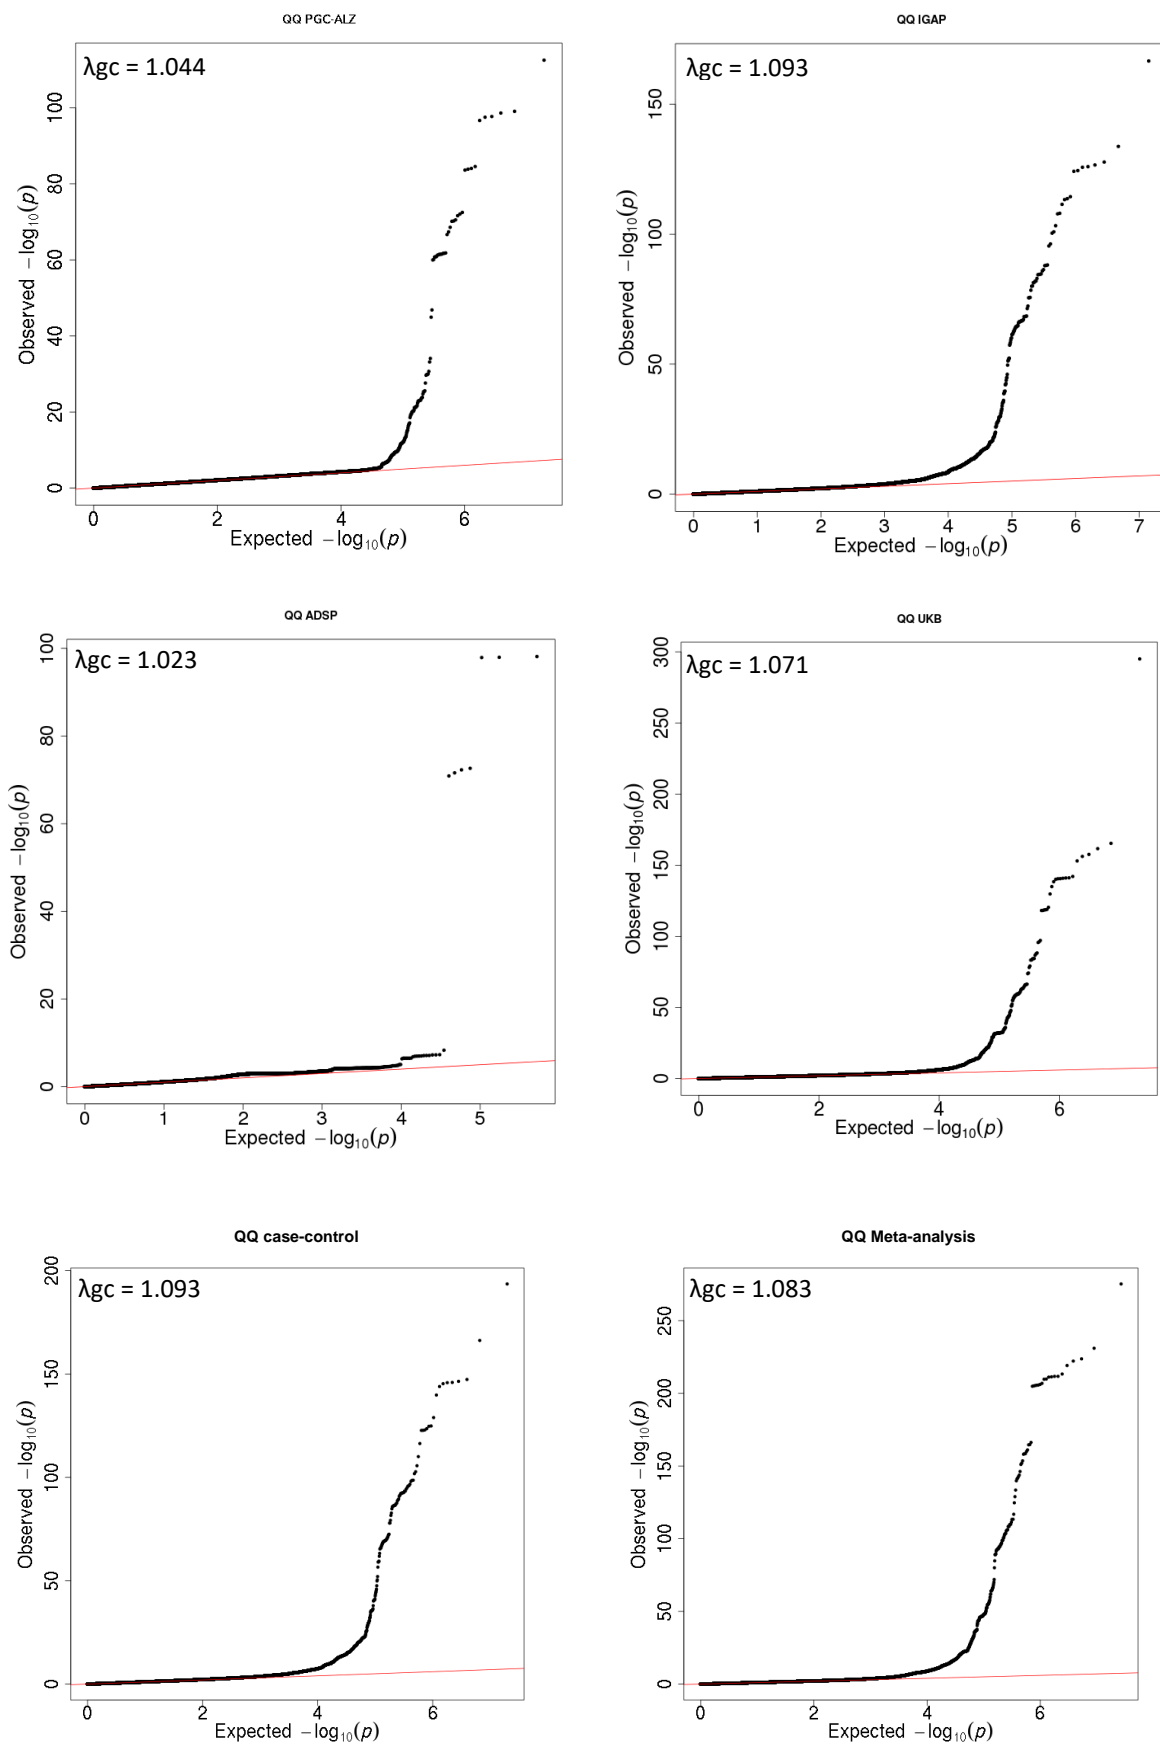 QQ PGC-ALZ
λgc = 1.044
Observed −log10(p)
100
80
60
40
20
0
0 2 4 6
Expected −log10(p)
QQ IGAP
λgc = 1.093
Observed −log10(p)
150
100
50
0
0 1 2 3 4 5 6 7
Expected −log10(p)
QQ ADSP
λgc = 1.023
Observed −log10(p)
100
80
60
40
20
0
0 1 2 3 4 5
Expected −log10(p)
QQ UKB
λgc = 1.071
Observed −log10(p)
300
250
200
150
100
50
0
0 2 4 6
Expected −log10(p)
QQ case-control
λgc = 1.093
Observed −log10(p)
200
150
100
50
0
0 2 4 6
Expected −log10(p)
QQ Meta-analysis
λgc = 1.083
Observed −log10(p)
250
200
150
100
50
0
0 2 4 6
Expected −log10(p)